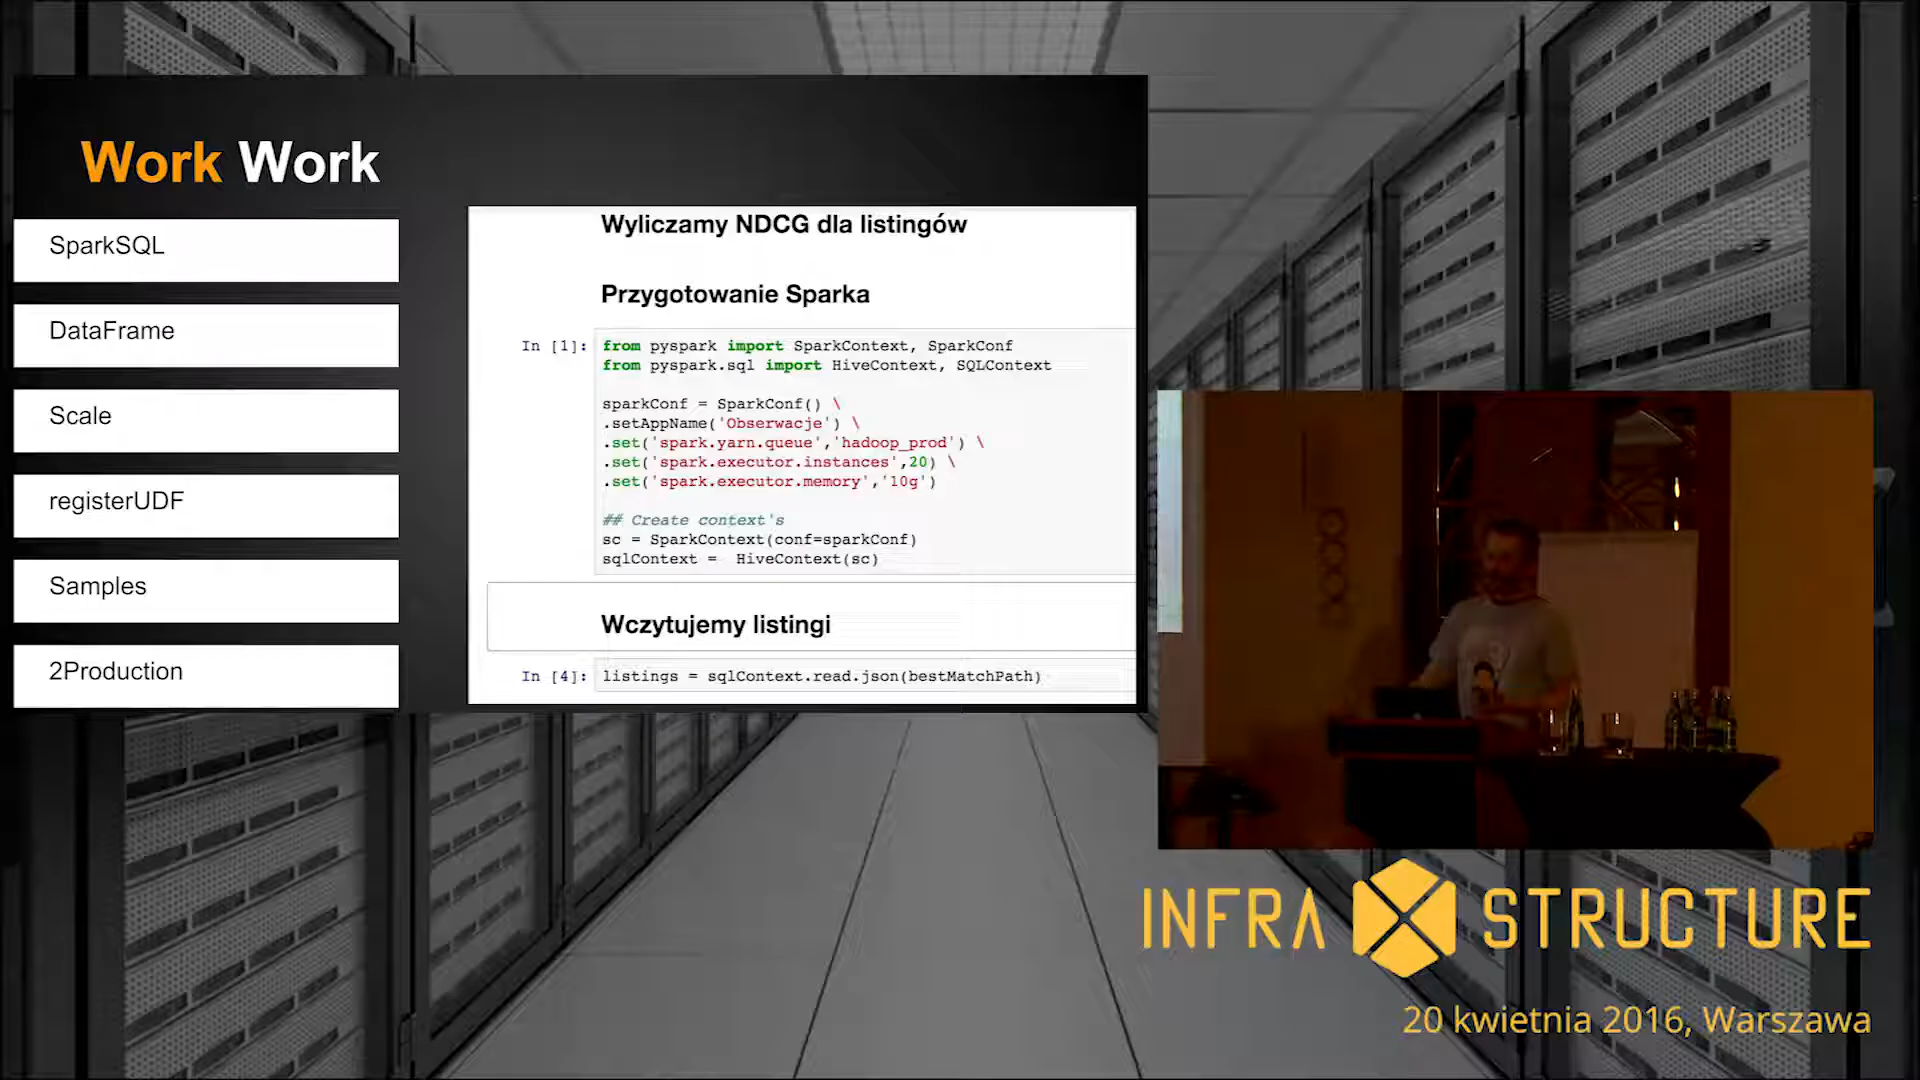 Work Work
SparkSQL
DataFrame
Scale
registerUDF
Samples
2Production
Wyliczamy NDCG dla listingów
Przygotowanie Sparka
In [1]:
from pyspark import SparkContext, SparkConf
from pyspark.sql import HiveContext, SQLContext
sparkConf = SparkConf() \
.setAppName('Obserwacje') \
.set('spark.yarn.queue','hadoop_prod') \
.set('spark.executor.instances',20) \
.set('spark.executor.memory','10g')
## Create context's
sc = SparkContext(conf=sparkConf)
sqlContext =  HiveContext(sc)
Wczytujemy listingi
In [4]:
listings = sqlContext.read.json(bestMatchPath)
INFRA STRUCTURE
20 kwietnia 2016, Warszawa